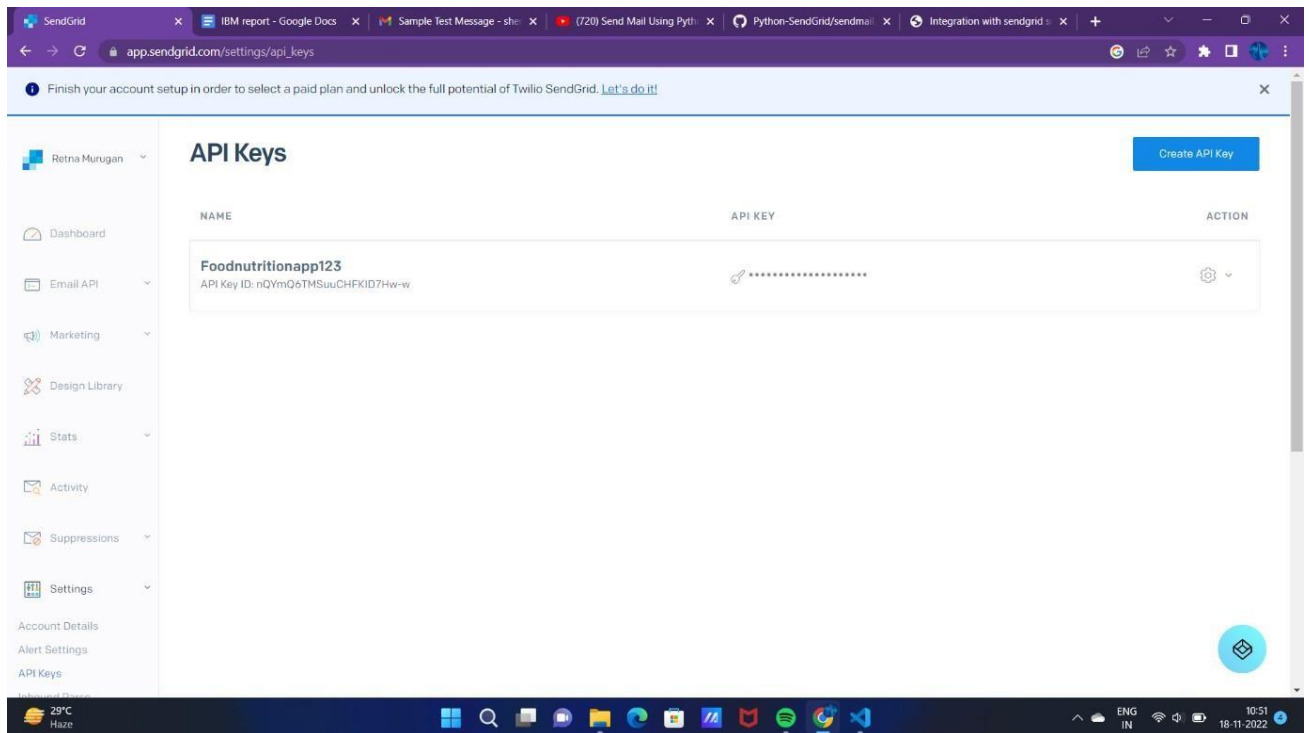 SendGrid
IBM report - Google Docs
Sample Test Message - she
(720) Send Mail Using Pyth
Python-SendGrid/sendmail
Integration with sendgrid s
app.sendgrid.com/settings/api_keys
Finish your account setup in order to select a paid plan and unlock the full potential of Twilio SendGrid. Let's do it!
Retna Murugan
API Keys
Create API Key
NAME
API KEY
ACTION
Dashboard
Foodnutritionapp123
API Key ID: nQYmQ6TMSuuCHFKID7Hw-w
••••••••••••••••••••
Email API
Marketing
Design Library
Stats
Activity
Suppressions
Settings
Account Details
Alert Settings
API Keys
Inbound Parse
29°C
Haze
ENG
IN
10:51
18-11-2022
4